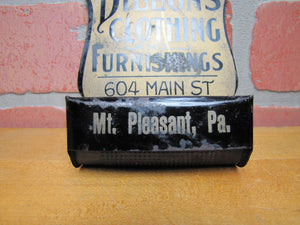 CLOTHING
FURNISHINGS
604 MAIN ST
Mt. Pleasant, Pa.